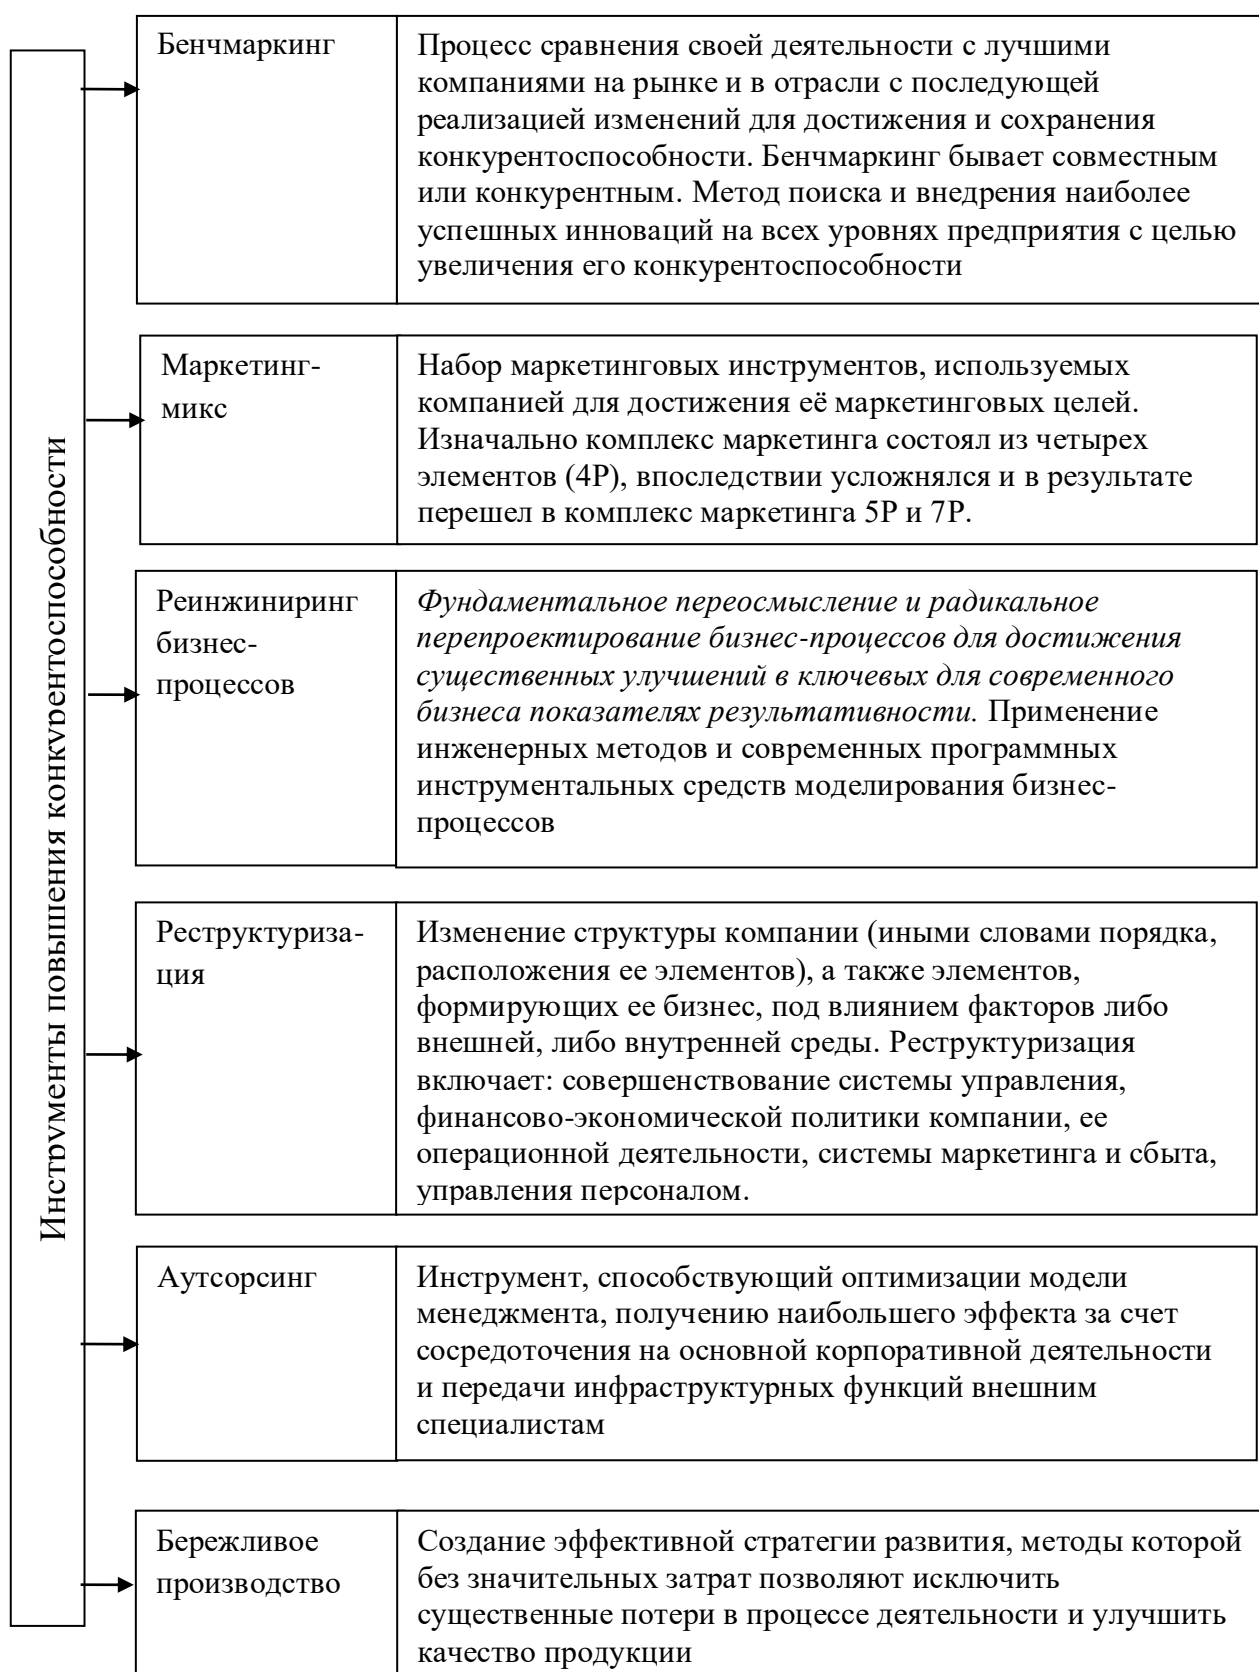 Инструменты повышения конкурентоспособности
Бенчмаркинг
Процесс сравнения своей деятельности с лучшими
компаниями на рынке и в отрасли с последующей
реализацией изменений для достижения и сохранения
конкурентоспособности. Бенчмаркинг бывает совместным
или конкурентным. Метод поиска и внедрения наиболее
успешных инноваций на всех уровнях предприятия с целью
увеличения его конкурентоспособности
Маркетинг-
микс
Набор маркетинговых инструментов, используемых
компанией для достижения её маркетинговых целей.
Изначально комплекс маркетинга состоял из четырех
элементов (4P), впоследствии усложнялся и в результате
перешел в комплекс маркетинга 5P и 7P.
Реинжиниринг
бизнес-
процессов
Фундаментальное переосмысление и радикальное
перепроектирование бизнес-процессов для достижения
существенных улучшений в ключевых для современного
бизнеса показателях результативности. Применение
инженерных методов и современных программных
инструментальных средств моделирования бизнес-
процессов
Реструктуриза-
ция
Изменение структуры компании (иными словами порядка,
расположения ее элементов), а также элементов,
формирующих ее бизнес, под влиянием факторов либо
внешней, либо внутренней среды. Реструктуризация
включает: совершенствование системы управления,
финансово-экономической политики компании, ее
операционной деятельности, системы маркетинга и сбыта,
управления персоналом.
Аутсорсинг
Инструмент, способствующий оптимизации модели
менеджмента, получению наибольшего эффекта за счет
сосредоточения на основной корпоративной деятельности
и передачи инфраструктурных функций внешним
специалистам
Бережливое
производство
Создание эффективной стратегии развития, методы которой
без значительных затрат позволяют исключить
существенные потери в процессе деятельности и улучшить
качество продукции